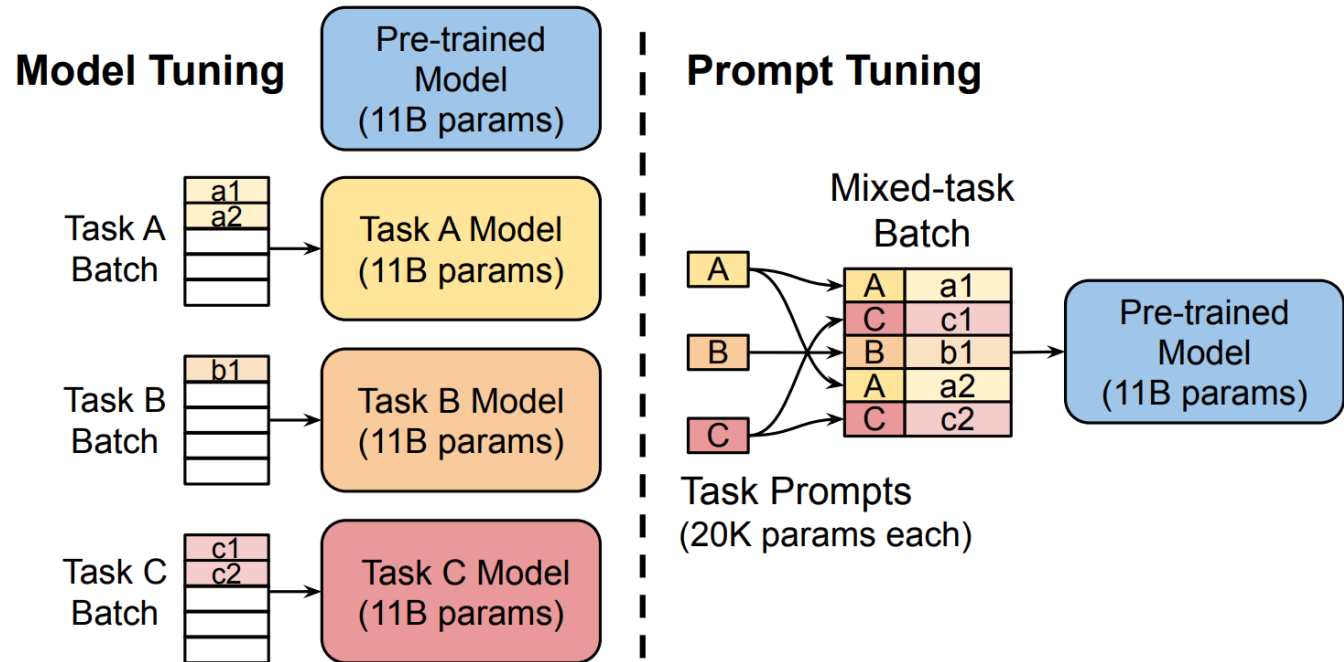 Model Tuning
Pre-trained
Model
(11B params)
Task A
Batch
a1
a2
Task A Model
(11B params)
Task B
Batch
b1
Task B Model
(11B params)
Task C
Batch
c1
c2
Task C Model
(11B params)
Prompt Tuning
Mixed-task
Batch
A
B
C
A a1
C c1
B b1
A a2
C c2
Pre-trained
Model
(11B params)
Task Prompts
(20K params each)